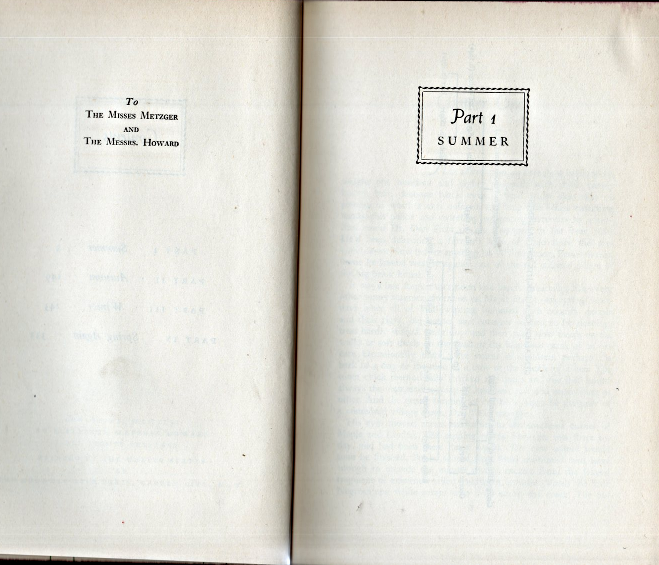 To
The Misses Metzger
and
The Messrs. Howard
Part 1
SUMMER